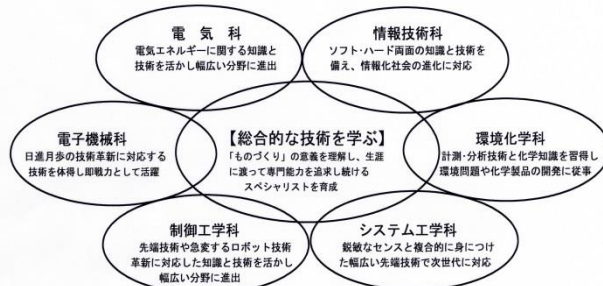 電 気 科
電気エネルギーに関する知識と
技術を活かし幅広い分野に進出
情報技術科
ソフト・ハード両面の知識と技術を
備え、情報化社会の進化に対応
電子機械科
日進月歩の技術革新に対応する
技術を体得し即戦力として活躍
【総合的な技術を学ぶ】
「ものづくり」の意義を理解し、生涯
に渡って専門能力を追求し続ける
スペシャリストを育成
環境化学科
計測・分析技術と化学知識を習得し
環境問題や化学製品の開発に従事
制御工学科
先端技術や急変するロボット技術
革新に対応した知識と技術を活かし
幅広い分野に進出
システム工学科
鋭敏なセンスと複合的に身につけ
た幅広い先端技術で次世代に対応